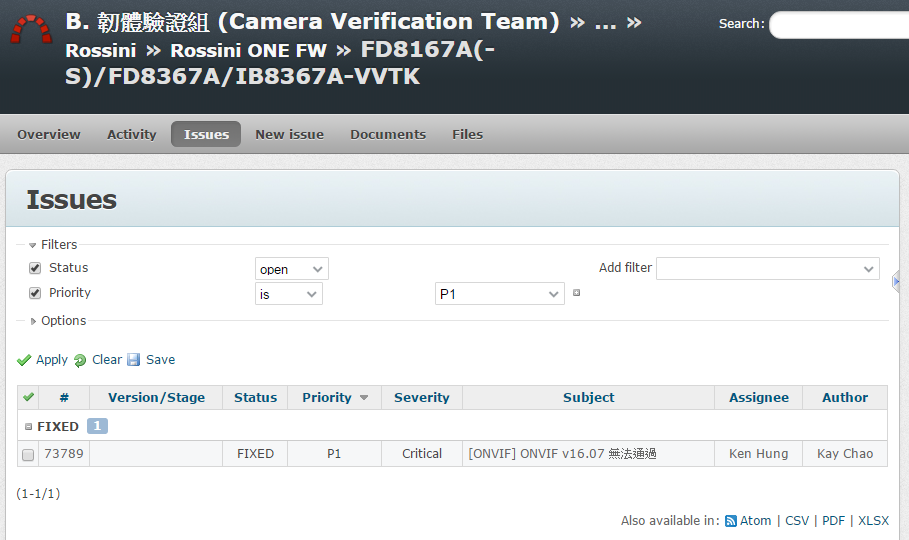 B. 韌體驗證組 (Camera Verification Team) » ... »
Rossini » Rossini ONE FW » FD8167A(-
S)/FD8367A/IB8367A-VVTK
Search:
Overview Activity Issues New issue Documents Files
Issues
Filters
Status open Add filter
Priority is P1
Options
Apply Clear Save
# Version/Stage Status Priority Severity Subject Assignee Author
FIXED 1
73789 FIXED P1 Critical [ONVIF] ONVIF v16.07 無法通過 Ken Hung Kay Chao
(1-1/1)
Also available in: Atom | CSV | PDF | XLSX